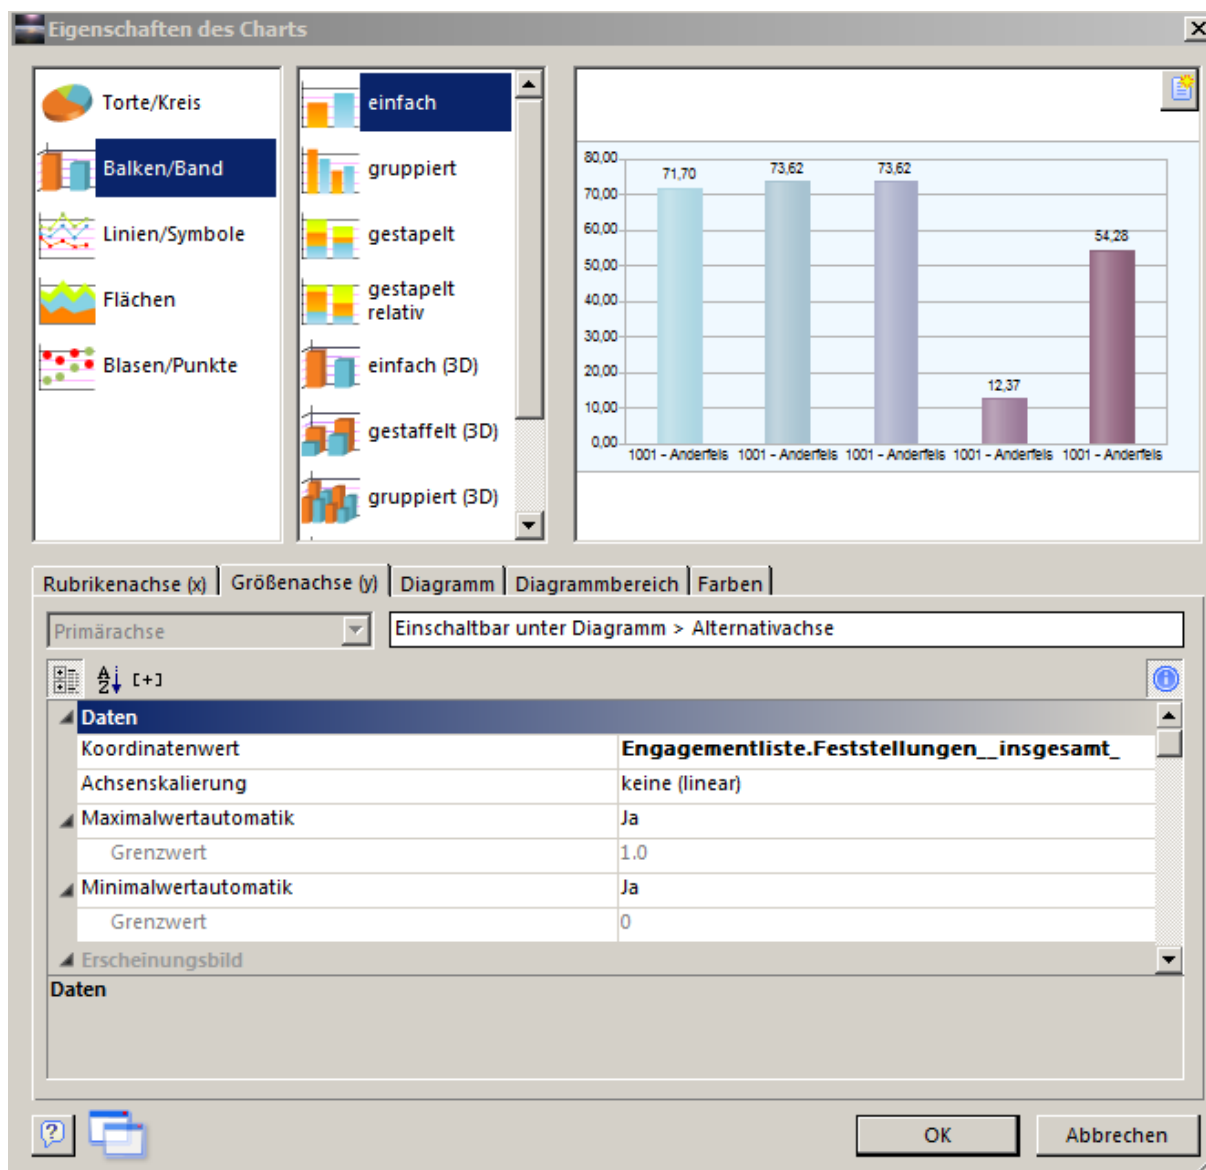 Eigenschaften des Charts
Torte/Kreis
Balken/Band
Linien/Symbole
Flächen
Blasen/Punkte
einfach
gruppiert
gestapelt
gestapelt
relativ
einfach (3D)
gestaffelt (3D)
gruppiert (3D)
80,00
70,00
60,00
50,00
40,00
30,00
20,00
10,00
0,00
71,70
73,62
73,62
12,37
54,28
1001 - Anderfels 1001 - Anderfels 1001 - Anderfels 1001 - Anderfels 1001 - Anderfels
Rubrikenachse (x) Größenachse (y) Diagramm Diagrammbereich Farben
Primärachse Einschaltbar unter Diagramm > Alternativachse
A
Z
[+]
Daten
Koordinatenwert Engagementliste.Feststellungen__insgesamt_
Achsenskalierung keine (linear)
Maximalwertautomatik Ja
Grenzwert 1.0
Minimalwertautomatik Ja
Grenzwert 0
Erscheinungsbild
Daten
OK Abbrechen